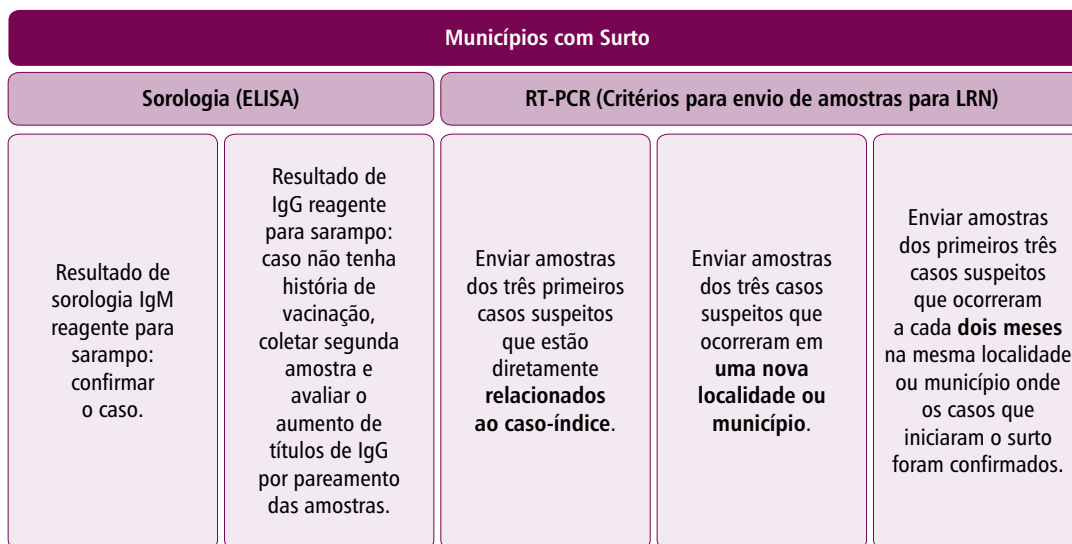 Municípios com Surto
Sorologia (ELISA)
RT-PCR (Critérios para envio de amostras para LRN)
Resultado de
sorologia IgM
reagente para
sarampo:
confirmar
o caso.
Resultado de
IgG reagente
para sarampo:
caso não tenha
história de
vacinação,
coletar segunda
amostra e
avaliar o
aumento de
títulos de IgG
por pareamento
das amostras.
Enviar amostras
dos três primeiros
casos suspeitos
que estão
diretamente
relacionados
ao caso-índice.
Enviar amostras
dos três casos
suspeitos que
ocorreram em
uma nova
localidade ou
município.
Enviar amostras
dos primeiros três
casos suspeitos
que ocorreram
a cada dois meses
na mesma localidade
ou município onde
os casos que
iniciaram o surto
foram confirmados.